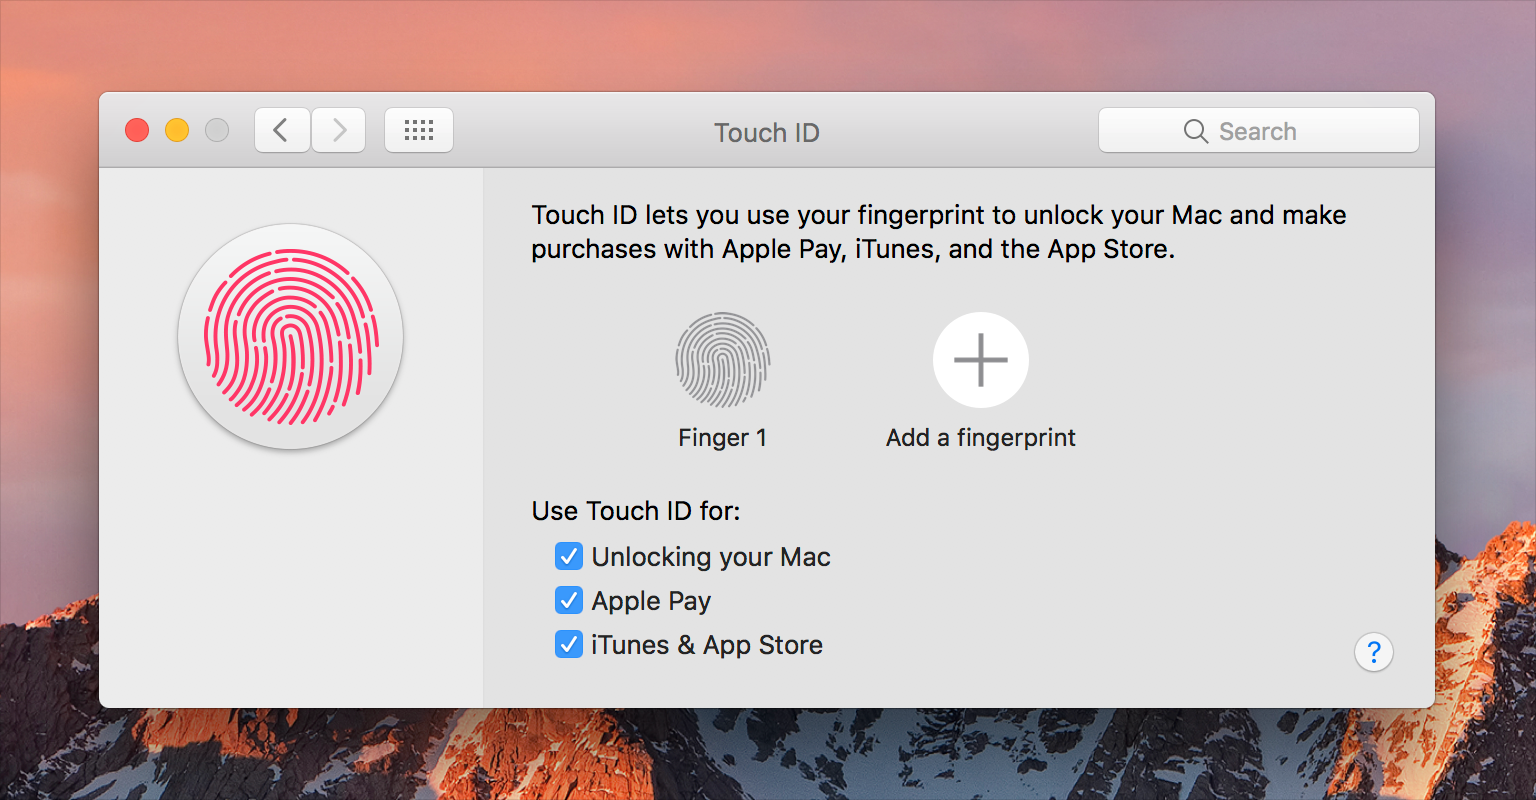 Touch ID
Search
Touch ID lets you use your fingerprint to unlock your Mac and make
purchases with Apple Pay, iTunes, and the App Store.
Finger 1
Add a fingerprint
Use Touch ID for:
Unlocking your Mac
Apple Pay
iTunes & App Store
?